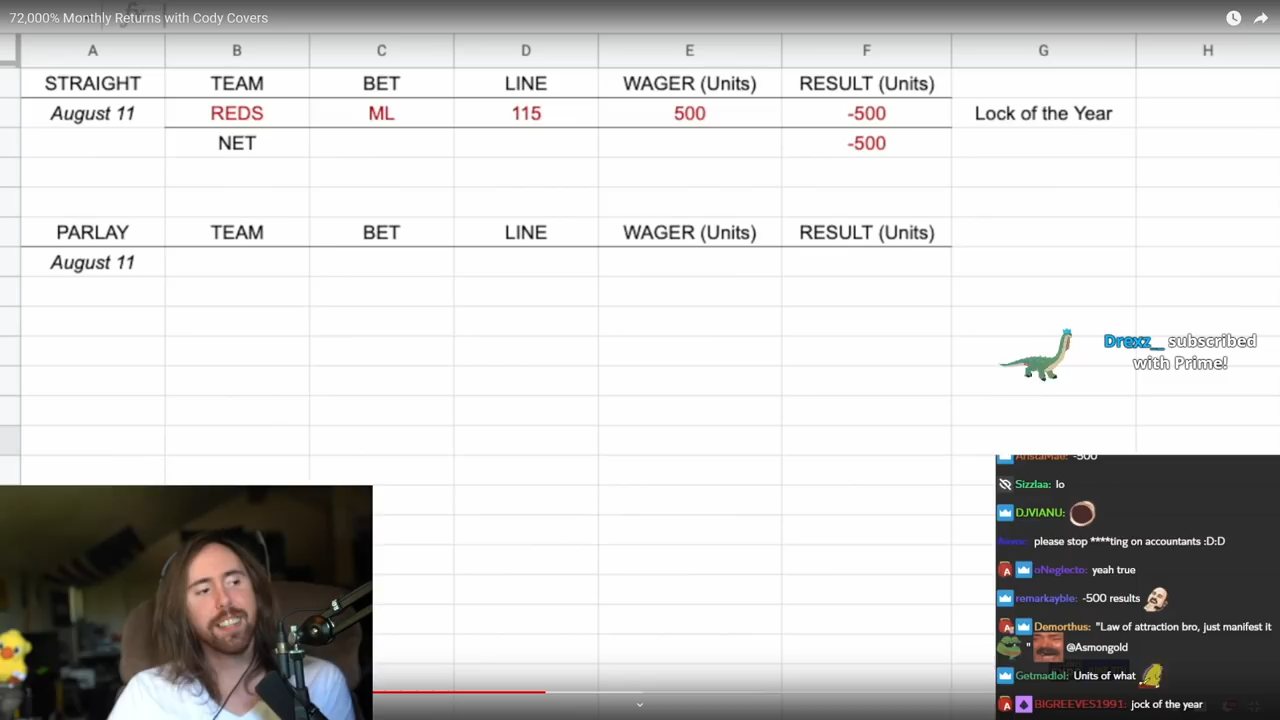 72,000% Monthly Returns with Cody Covers
A B C D E F G H
STRAIGHT TEAM BET LINE WAGER (Units) RESULT (Units)
August 11 REDS ML 115 500 -500 Lock of the Year
NET -500
PARLAY TEAM BET LINE WAGER (Units) RESULT (Units)
August 11
Drexz__ subscribed
with Prime!
-500
Sizzlaa: lo
DJVIANU:
please stop ****ting on accountants :D:D
oNeglecto: yeah true
remarkayble: -500 results
Demorthus: "Law of attraction bro, just manifest it
" @Asmongold
Getmadlol: Units of what
BIGREEVES1991: jock of the year